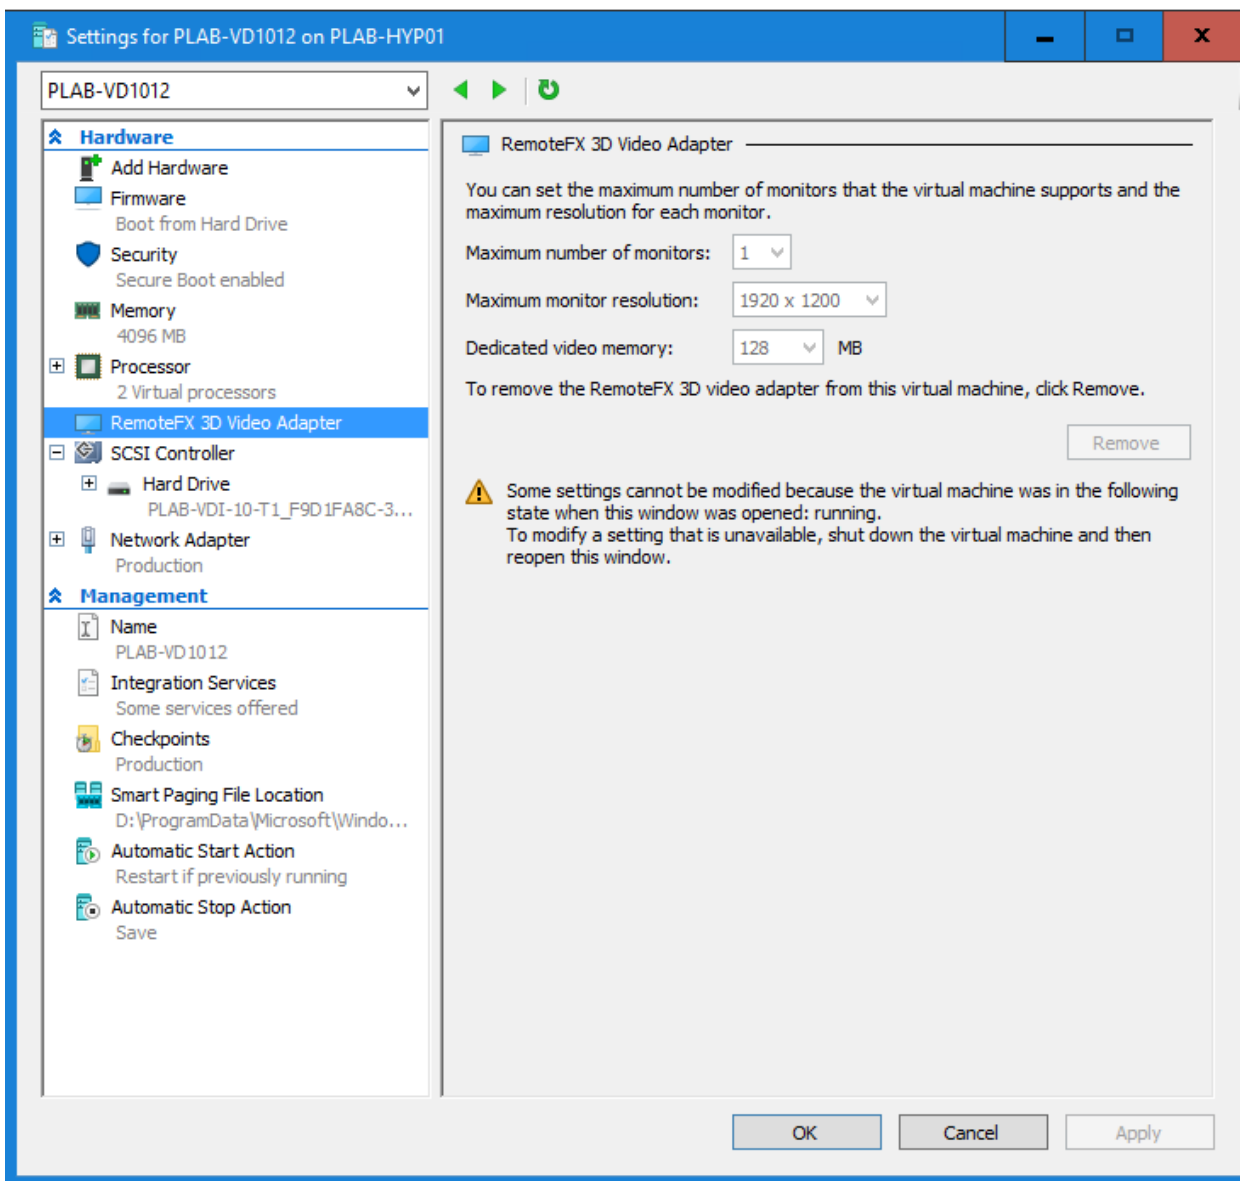 Settings for PLAB-VD1012 on PLAB-HYP01
PLAB-VD1012
Hardware
Add Hardware
Firmware
Boot from Hard Drive
Security
Secure Boot enabled
Memory
4096 MB
Processor
2 Virtual processors
RemoteFX 3D Video Adapter
SCSI Controller
Hard Drive
PLAB-VDI-10-T1_F9D1FA8C-3...
Network Adapter
Production
Management
Name
PLAB-VD1012
Integration Services
Some services offered
Checkpoints
Production
Smart Paging File Location
D:\ProgramData\Microsoft\Windo...
Automatic Start Action
Restart if previously running
Automatic Stop Action
Save
RemoteFX 3D Video Adapter
You can set the maximum number of monitors that the virtual machine supports and the
maximum resolution for each monitor.
Maximum number of monitors: 1
Maximum monitor resolution: 1920 x 1200
Dedicated video memory: 128 MB
To remove the RemoteFX 3D video adapter from this virtual machine, click Remove.
Remove
Some settings cannot be modified because the virtual machine was in the following
state when this window was opened: running.
To modify a setting that is unavailable, shut down the virtual machine and then
reopen this window.
OK Cancel Apply